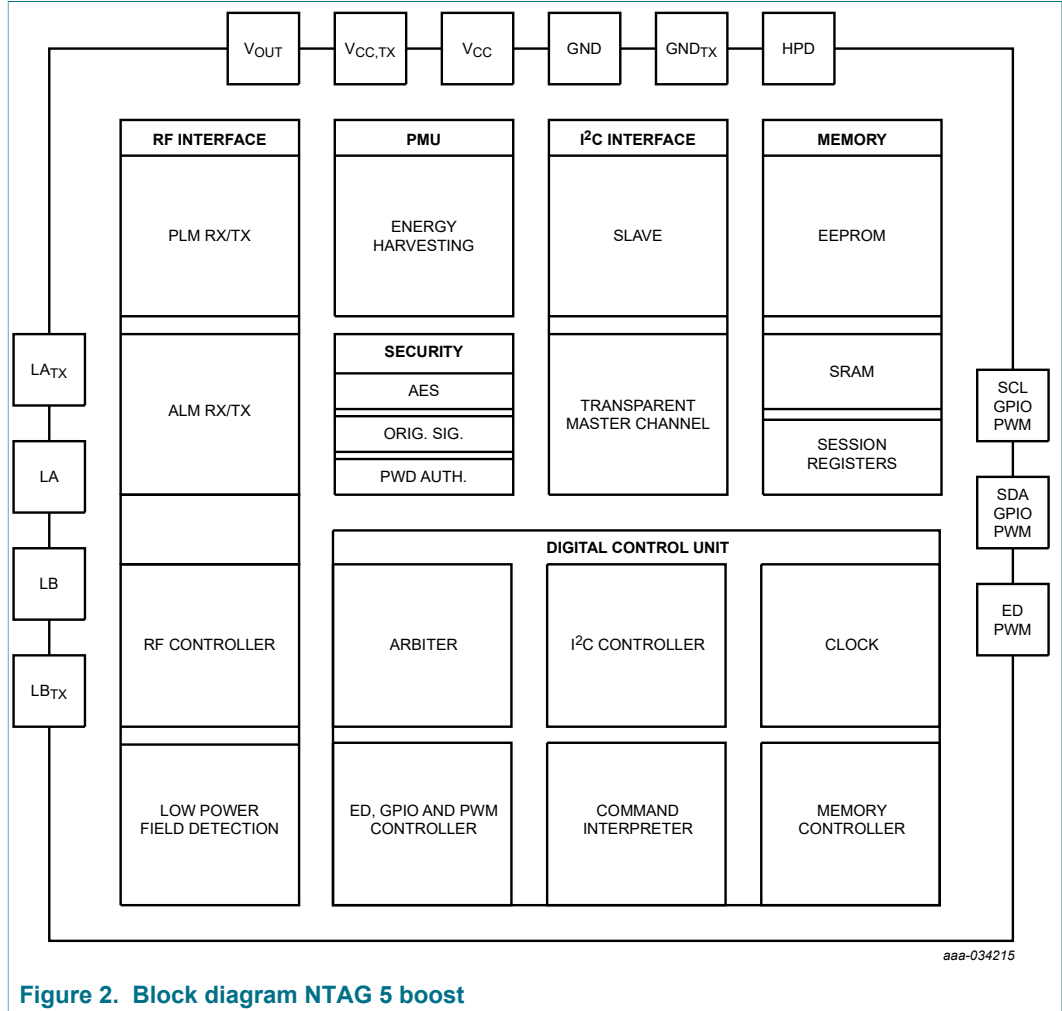 VOUT
VCC,TX
VCC
GND
GNDTX
HPD
RF INTERFACE
PLM RX/TX
ALM RX/TX
RF CONTROLLER
LOW POWER
FIELD DETECTION
PMU
ENERGY
HARVESTING
SECURITY
AES
ORIG. SIG.
PWD AUTH.
I2C INTERFACE
SLAVE
TRANSPARENT
MASTER CHANNEL
MEMORY
EEPROM
SRAM
SESSION
REGISTERS
LATX
LA
LB
LBTX
SCL
GPIO
PWM
SDA
GPIO
PWM
ED
PWM
DIGITAL CONTROL UNIT
ARBITER
I2C CONTROLLER
CLOCK
ED, GPIO AND PWM
CONTROLLER
COMMAND
INTERPRETER
MEMORY
CONTROLLER
aaa-034215
Figure 2. Block diagram NTAG 5 boost